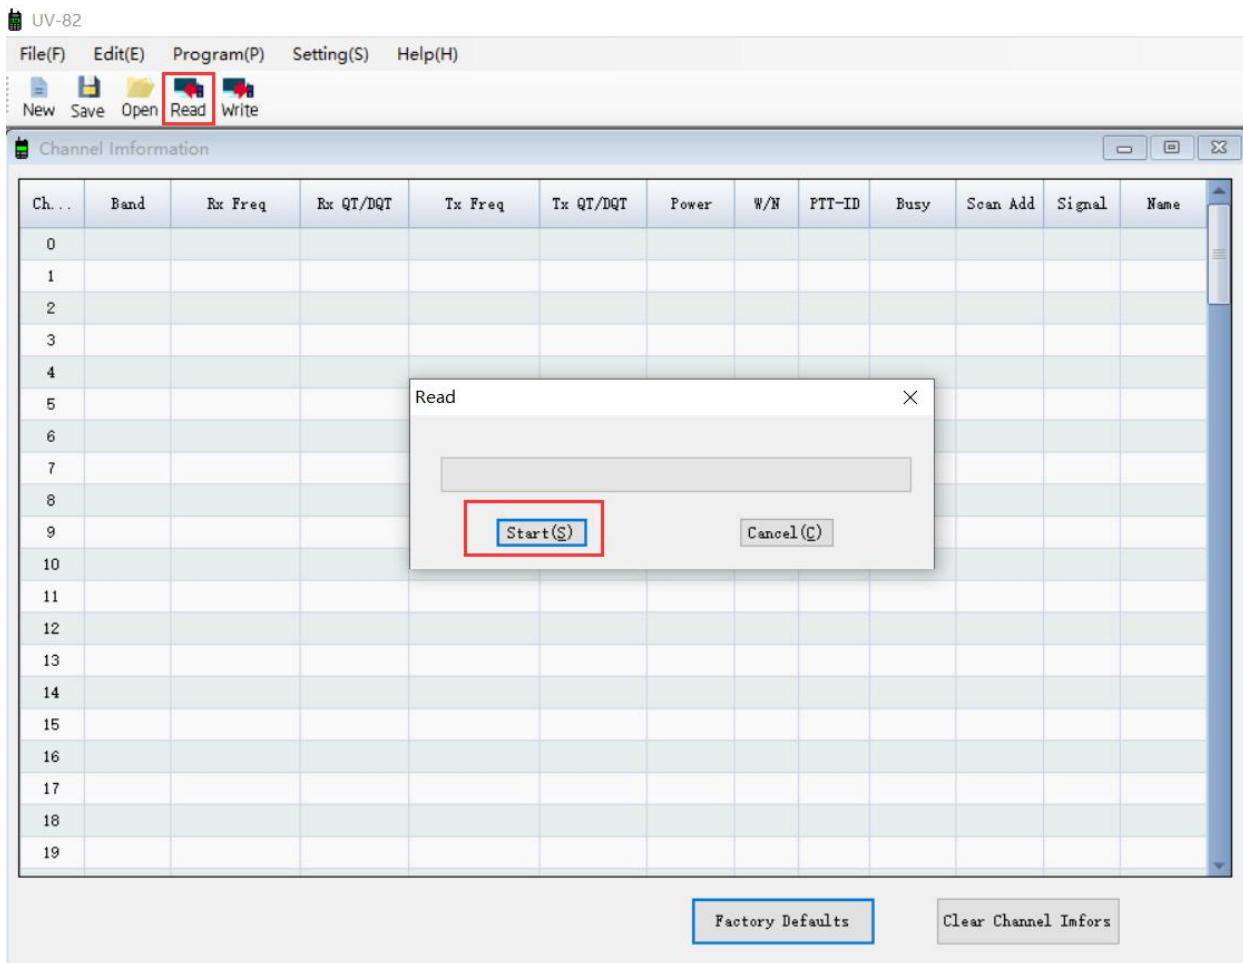 UV-82
File(F) Edit(E) Program(P) Setting(S) Help(H)
New Save Open Read Write
Channel Imformation
Ch... Band Rx Freq Rx QT/DQT Tx Freq Tx QT/DQT Power W/N PTT-ID Busy Scan Add Signal Name
0
1
2
3
4
Read
5
6
7
8
9
Start(S) Cancel(C)
10
11
12
13
14
15
16
17
18
19
Factory Defaults Clear Channel Imfors